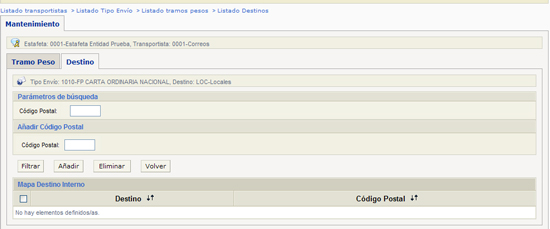 Listado transportistas > Listado Tipo Envío > Listado tramos pesos > Listado Destinos
Mantenimiento
Estafeta: 0001-Estafeta Entidad Prueba, Transportista: 0001-Correos
Tramo Peso Destino
Tipo Envío: 1010-FP CARTA ORDINARIA NACIONAL, Destino: LOC-Locales
Parámetros de búsqueda
Código Postal:
Añadir Código Postal
Código Postal:
Filtrar Añadir Eliminar Volver
Mapa Destino Interno
Destino Código Postal
No hay elementos definidos/as.